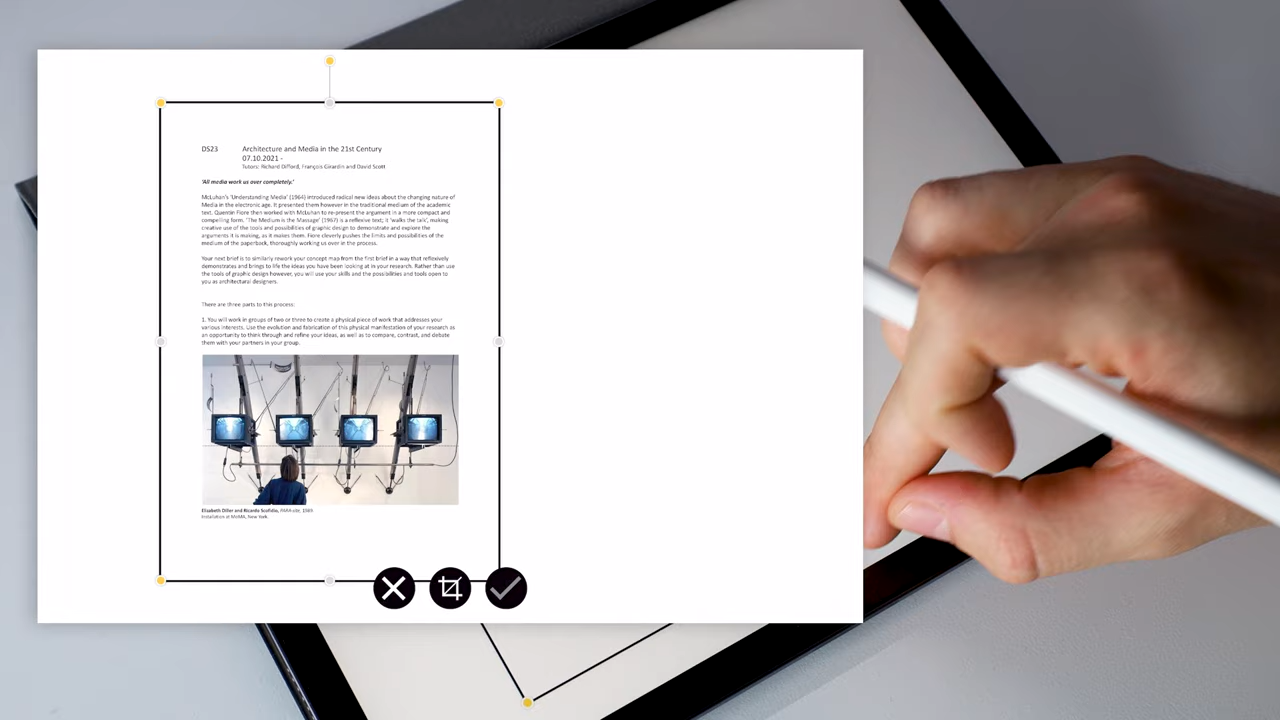 DS23 Architecture and Media in the 21st Century
07.10.2021 -
Tutors: Richard Difford, François Girardin and David Scott
'All media work us over completely.'
McLuhan's 'Understanding Media' (1964) introduced radical new ideas about the changing nature of
Media in the electronic age. It presented them however in the traditional medium of the academic
text. Quentin Fiore then worked with McLuhan to re-present the argument in a more compact and
compelling form. 'The Medium is the Massage' (1967) is a reflexive text; it 'walks the talk', making
creative use of the tools and possibilities of graphic design to demonstrate and explore the
arguments it is making, as it makes them. Fiore cleverly pushes the limits and possibilities of the
medium of the paperback, thoroughly working us over in the process.
Your next brief is to similarly rework your concept map from the first brief in a way that reflexively
demonstrates and brings to life the ideas you have been looking at in your research. Rather than use
the tools of graphic design however, you will use your skills and the possibilities and tools open to
you as architectural designers.
There are three parts to this process:
1. You will work in groups of two or three to create a physical piece of work that addresses your
various interests. Use the evolution and fabrication of this physical manifestation of your research as
an opportunity to think through and refine your ideas, as well as to compare, contrast, and debate
them with your partners in your group.
Elizabeth Diller and Ricardo Scofidio, PARA-site, 1989
Installation at MoMA, New York